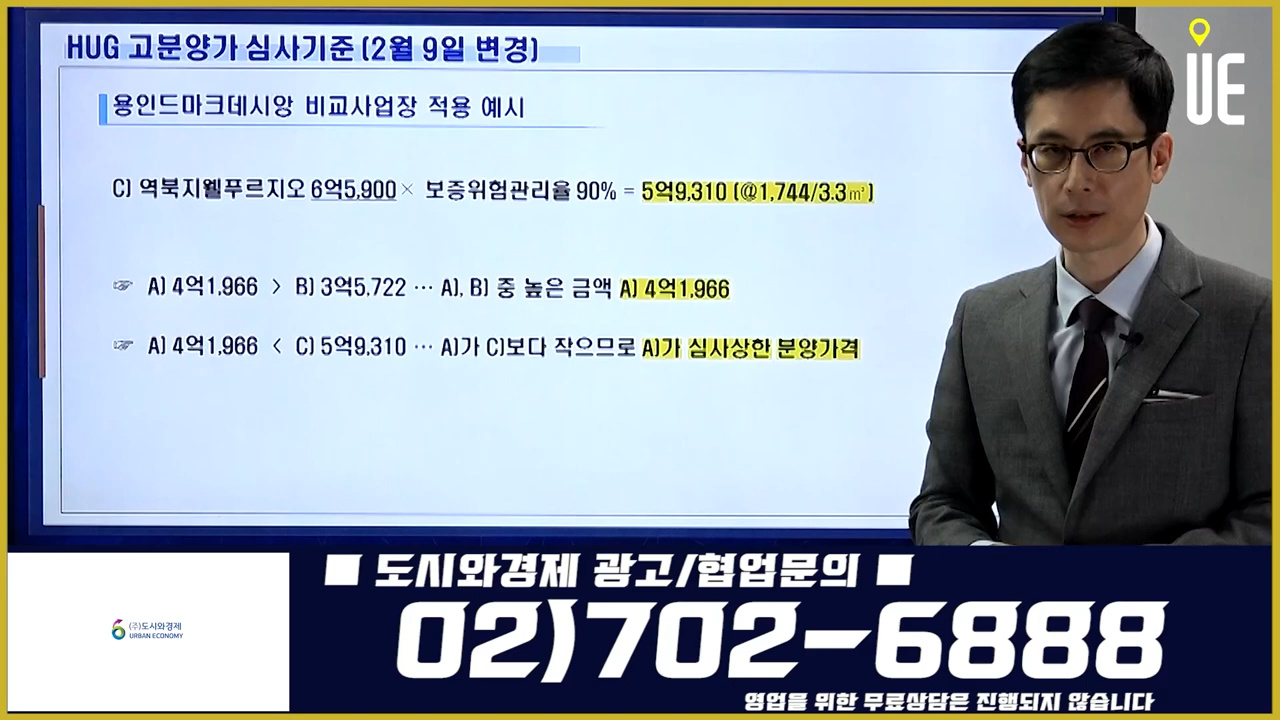 HUG 고분양가 심사기준 (2월 9일 변경)
UE
용인드마크데시앙 비교사업장 적용 예시
C) 역북지웰푸르지오 6억5,900 × 보증위험관리율 90% = 5억9,310 (@1,744/3.3㎡)
☞ A) 4억1,966 > B) 3억5,722 ··· A), B) 중 높은 금액 A) 4억1,966
☞ A) 4억1,966 < C) 5억9,310 ··· A)가 C)보다 작으므로 A)가 심사상한 분양가격
■ 도시와경제 광고/협업문의 ■
02)702-6888
영업을 위한 무료상담은 진행되지 않습니다
(주)도시와경제
URBAN ECONOMY